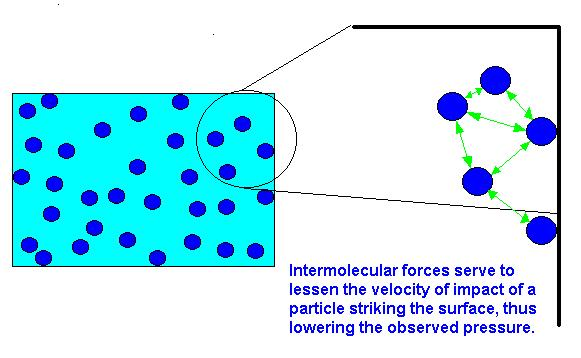 Intermolecular forces serve to
lessen the velocity of impact of a
particle striking the surface, thus
lowering the observed pressure.